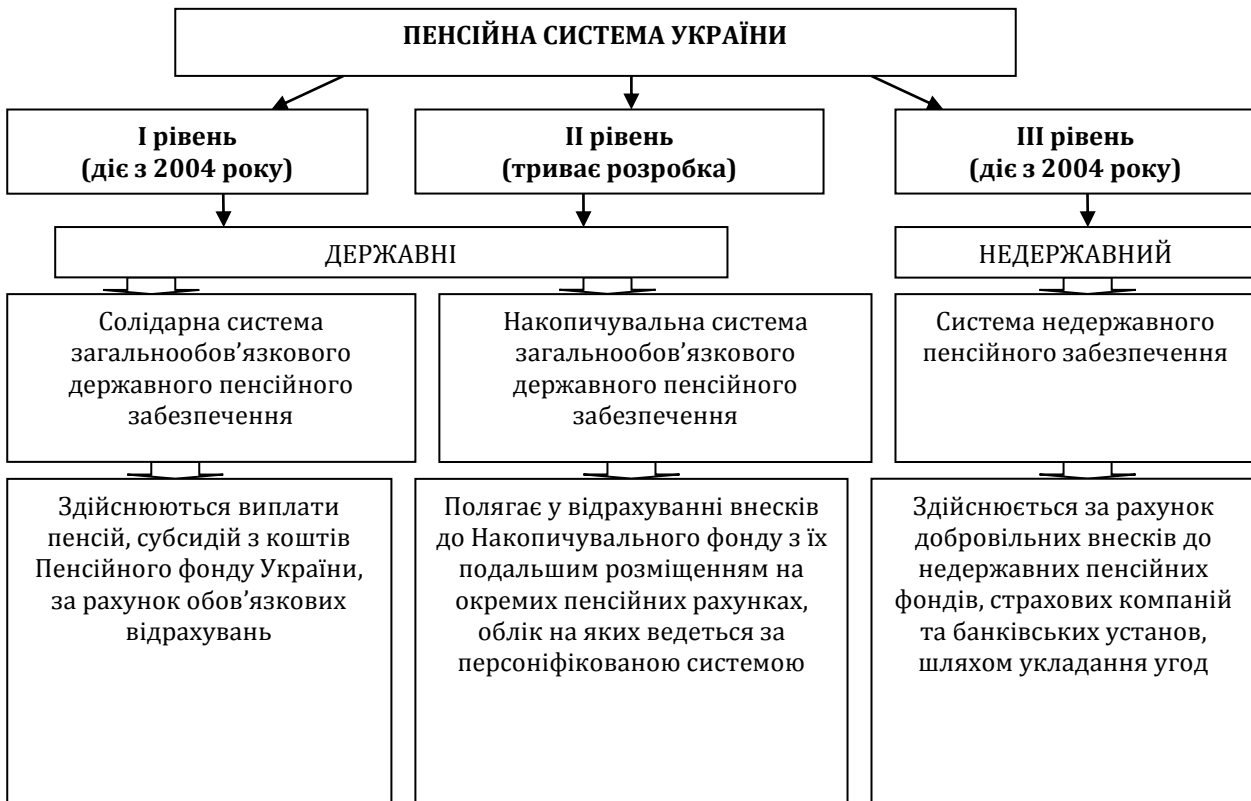 ПЕНСІЙНА СИСТЕМА УКРАЇНИ
І рівень
(діє з 2004 року)
ІІ рівень
(триває розробка)
ІІІ рівень
(діє з 2004 року)
ДЕРЖАВНІ
НЕДЕРЖАВНИЙ
Солідарна система
загальнообов’язкового
державного пенсійного
забезпечення
Накопичувальна система
загальнообов’язкового
державного пенсійного
забезпечення
Система недержавного
пенсійного забезпечення
Здійснюються виплати
пенсій, субсидій з коштів
Пенсійного фонду України,
за рахунок обов’язкових
відрахувань
Полягає у відрахуванні внесків
до Накопичувального фонду з їх
подальшим розміщенням на
окремих пенсійних рахунках,
облік на яких ведеться за
персоніфікованою системою
Здійснюється за рахунок
добровільних внесків до
недержавних пенсійних
фондів, страхових компаній
та банківських установ,
шляхом укладання угод